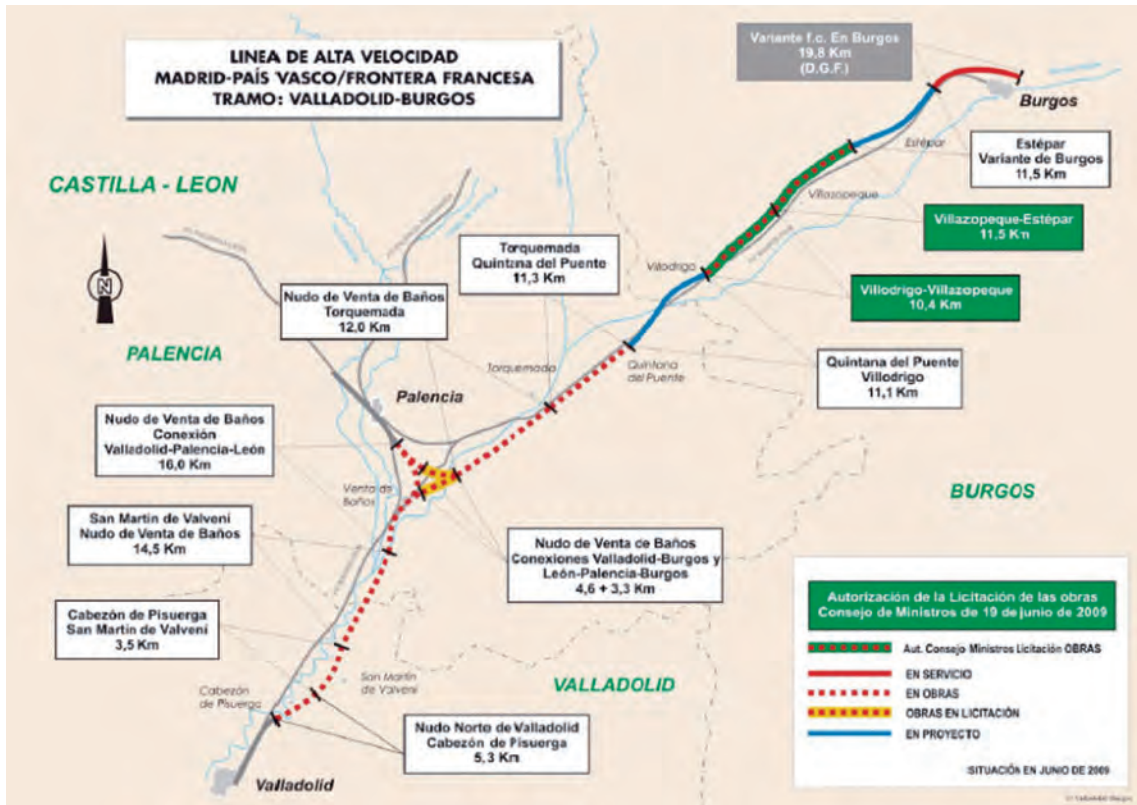 LINEA DE ALTA VELOCIDAD
MADRID-PAÍS VASCO/FRONTERA FRANCESA
TRAMO: VALLADOLID-BURGOS
Variante f.c. En Burgos
19,8 Km
(D.G.F.)
Burgos
Estépar
Estépar
Variante de Burgos
11,5 Km
CASTILLA - LEON
Villazopeque
Villazopeque-Estépar
11,5 Km
Torquemada
Quintana del Puente
11,3 Km
Villodrigo
Villodrigo-Villazopeque
10,4 Km
N
Nudo de Venta de Baños
Torquemada
12,0 Km
PALENCIA
Torquemada
Quintana
del Puente
Quintana del Puente
Villodrigo
11,1 Km
Palencia
Nudo de Venta de Baños
Conexión
Valladolid-Palencia-León
16,0 Km
Venta de
Baños
BURGOS
San Martín de Valvení
Nudo de Venta de Baños
14,5 Km
Nudo de Venta de Baños
Conexiones Valladolid-Burgos y
León-Palencia-Burgos
4,6 + 3,3 Km
Cabezón de Pisuerga
San Martín de Valvení
3,5 Km
San Martín
de Valvení
VALLADOLID
Cabezón
de Pisuerga
Nudo Norto de Valladolid
Cabezón de Pisuerga
5,3 Km
Valladolid
Autorización de la Licitación de las obras
Consejo de Ministros de 19 de junio de 2009
Aut. Consejo Ministros Licitación OBRAS
EN SERVICIO
EN OBRAS
OBRAS EN LICITACIÓN
EN PROYECTO
SITUACIÓN EN JUNIO DE 2009